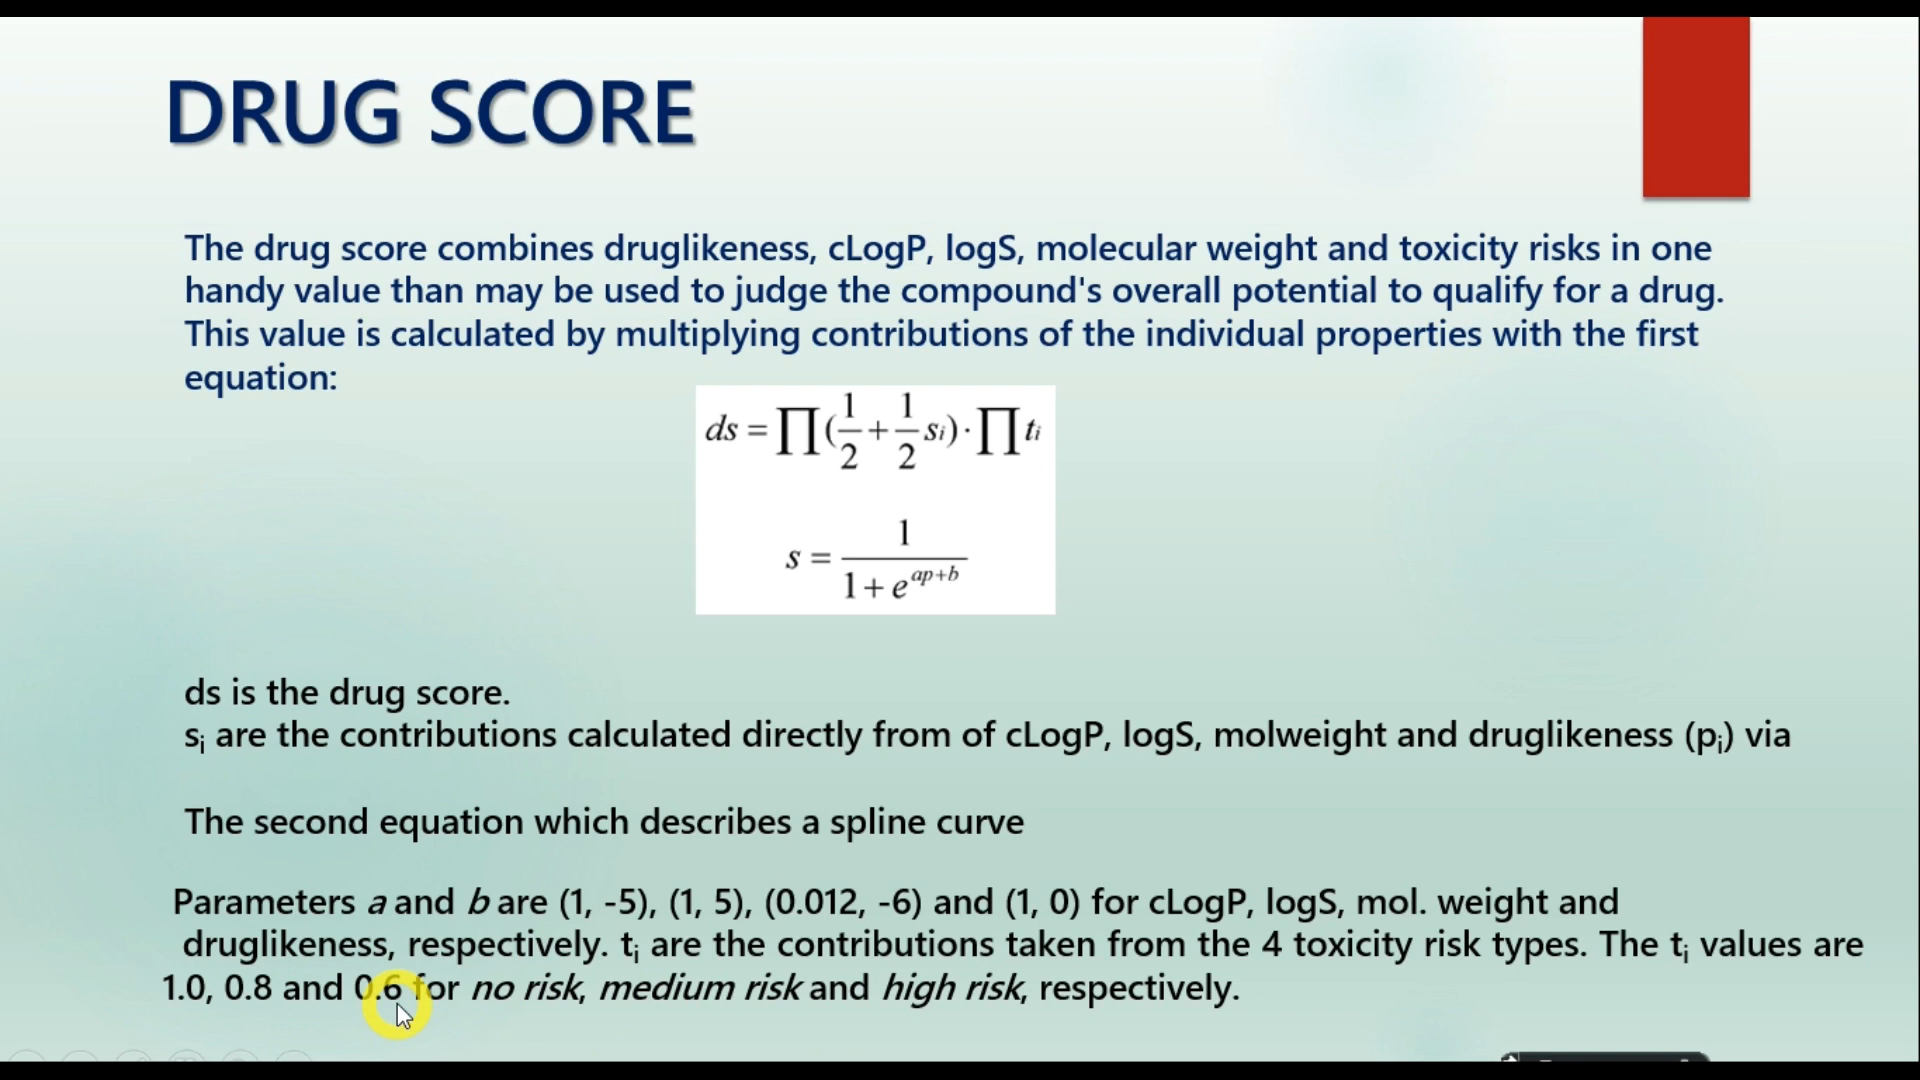 DRUG SCORE
The drug score combines druglikeness, cLogP, logS, molecular weight and toxicity risks in one
handy value than may be used to judge the compound's overall potential to qualify for a drug.
This value is calculated by multiplying contributions of the individual properties with the first
equation:
ds = ∏(1/2 + 1/2 sᵢ) · ∏ tᵢ
s = 1/(1 + e^(ap+b))
ds is the drug score.
sᵢ are the contributions calculated directly from of cLogP, logS, molweight and druglikeness (pᵢ) via
The second equation which describes a spline curve
Parameters a and b are (1, -5), (1, 5), (0.012, -6) and (1, 0) for cLogP, logS, mol. weight and
druglikeness, respectively. tᵢ are the contributions taken from the 4 toxicity risk types. The tᵢ values are
1.0, 0.8 and 0.6 for no risk, medium risk and high risk, respectively.